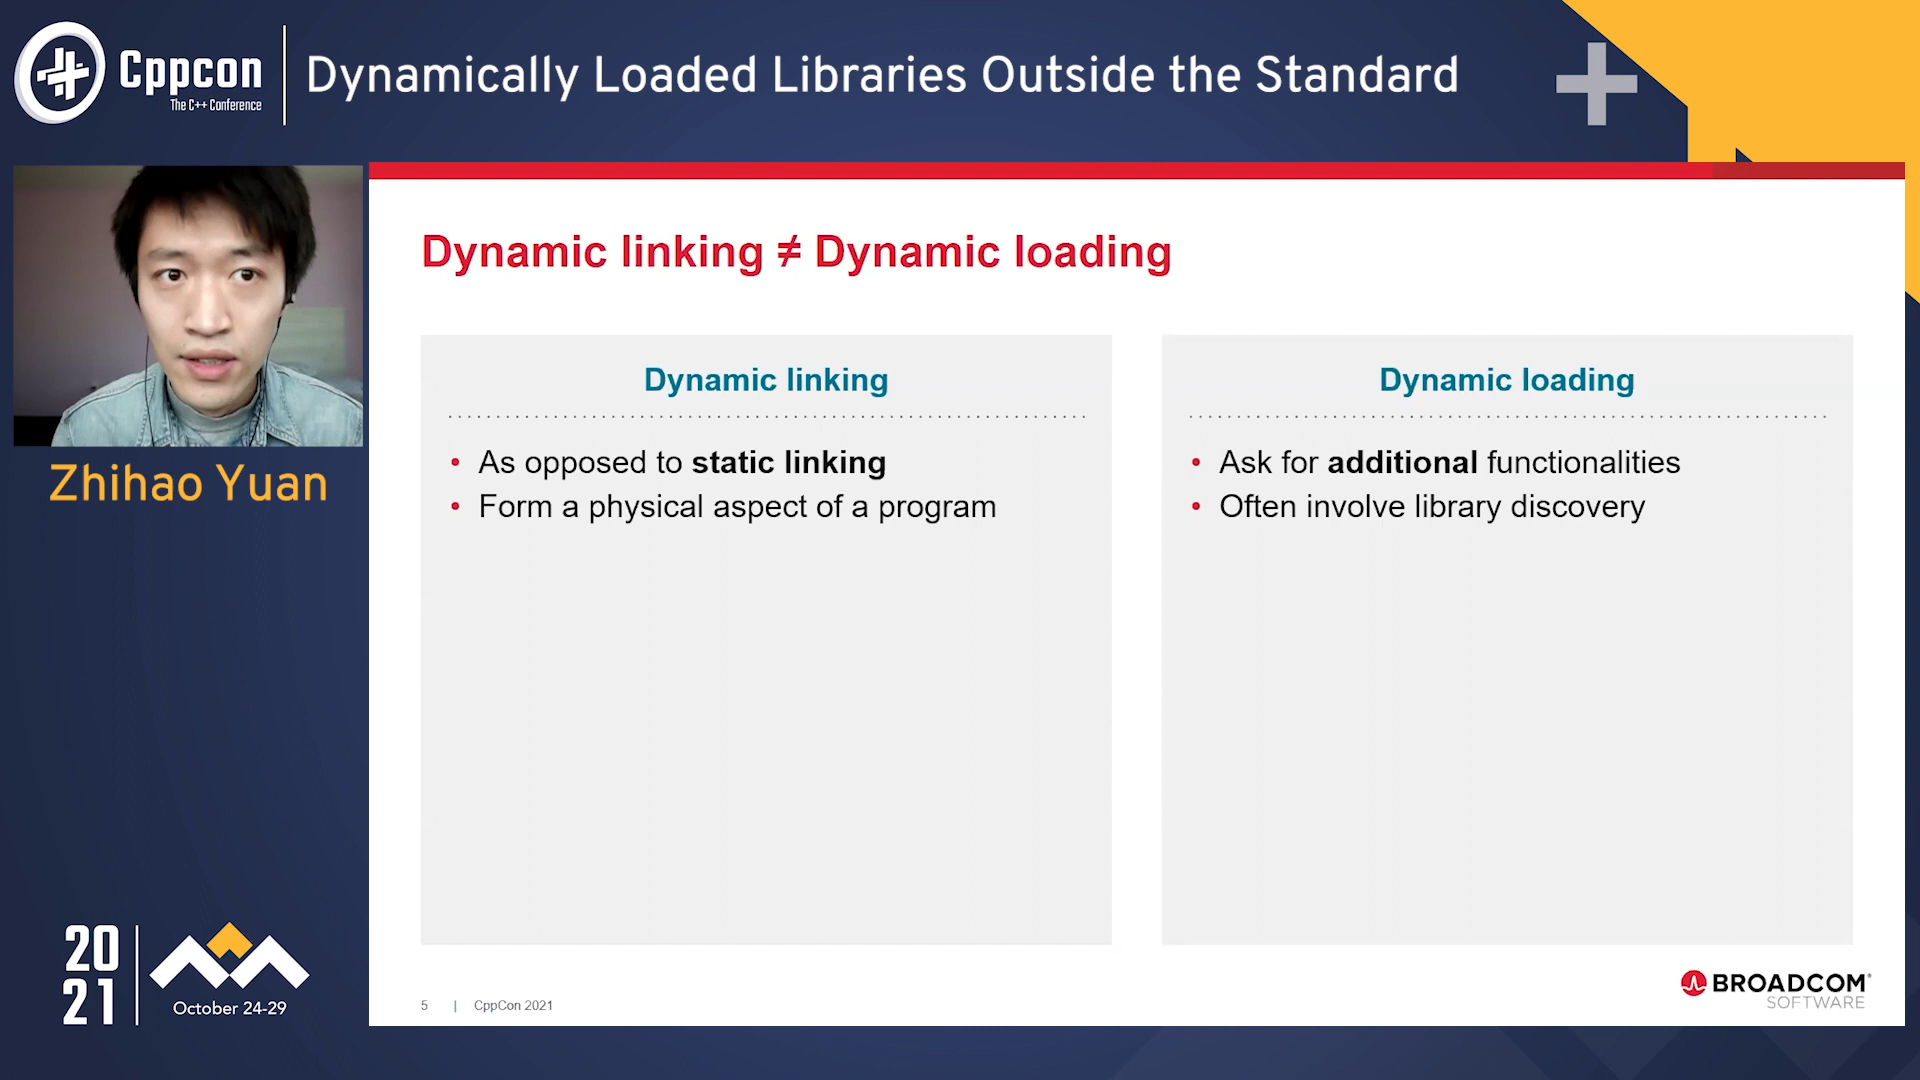 Cppcon
The C++ Conference
Dynamically Loaded Libraries Outside the Standard
Zhihao Yuan
Dynamic linking ≠ Dynamic loading
Dynamic linking
• As opposed to static linking
• Form a physical aspect of a program
Dynamic loading
• Ask for additional functionalities
• Often involve library discovery
20
21
October 24-29
5 | CppCon 2021
BROADCOM®
SOFTWARE